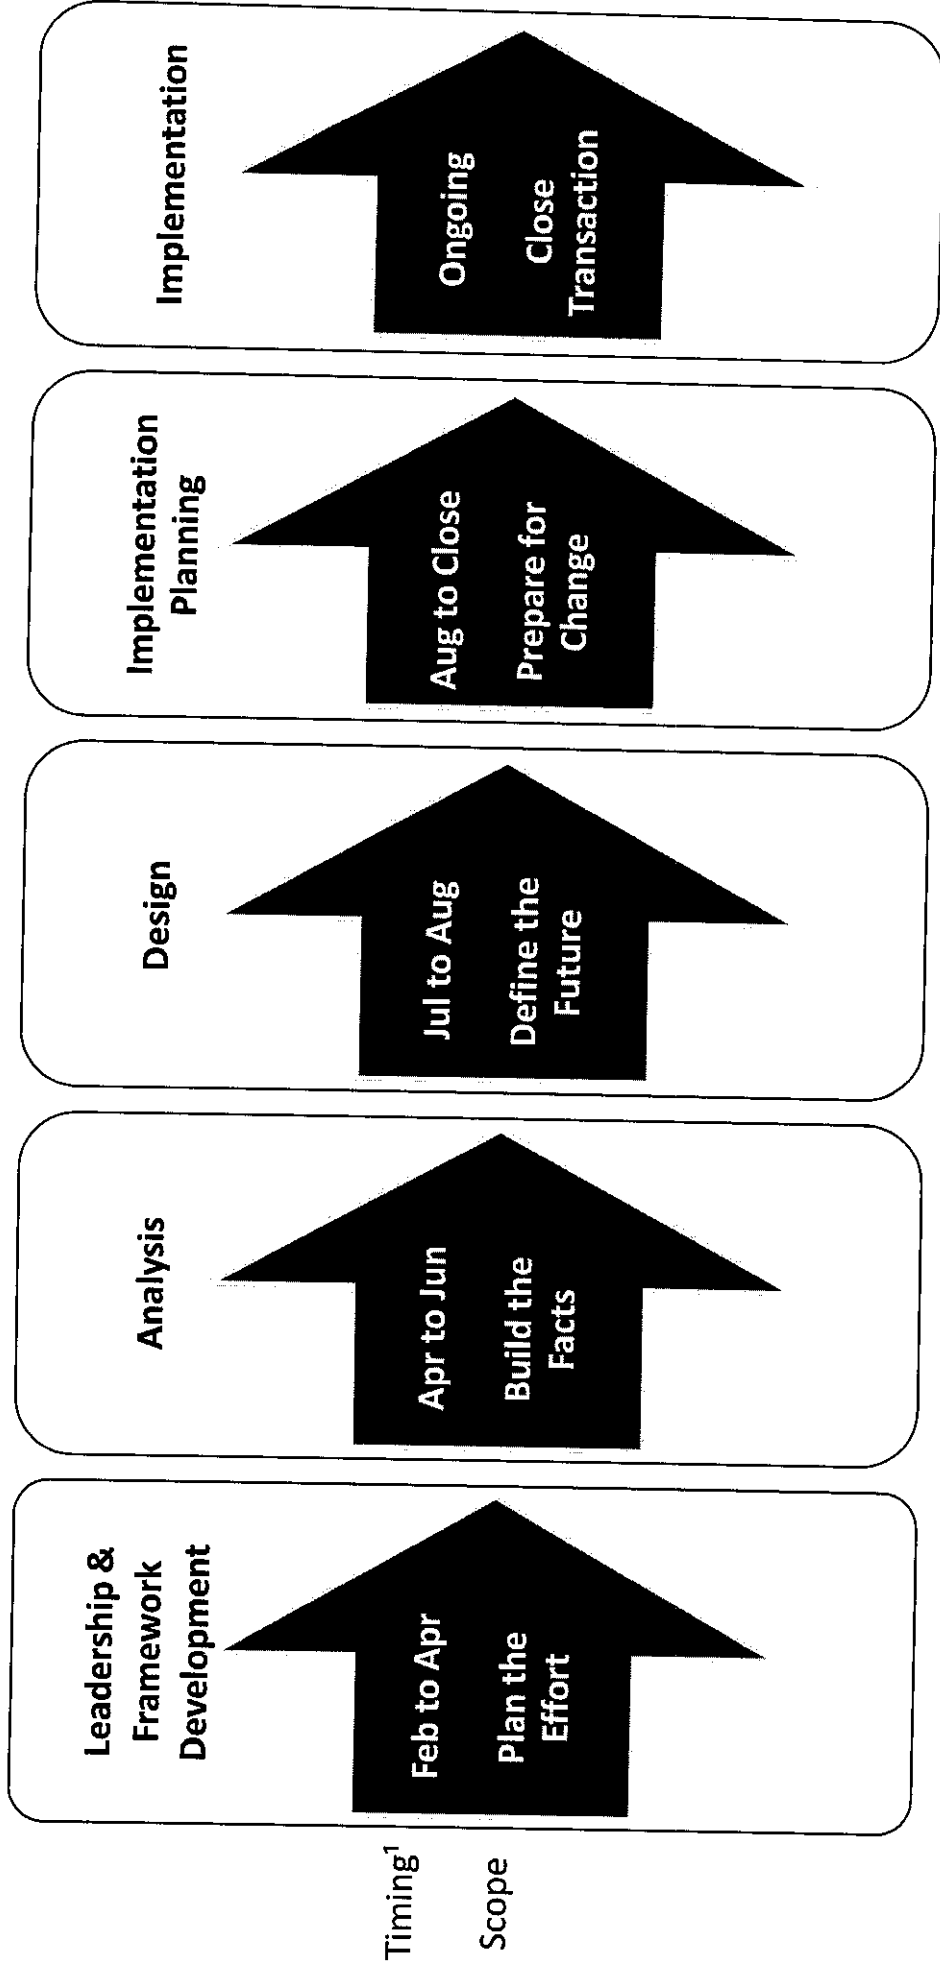 Leadership &
Framework
Development
Analysis
Design
Implementation
Planning
Implementation
Timing¹
Feb to Apr
Apr to Jun
Jul to Aug
Aug to Close
Ongoing
Scope
Plan the
Effort
Build the
Facts
Define the
Future
Prepare for
Change
Close
Transaction